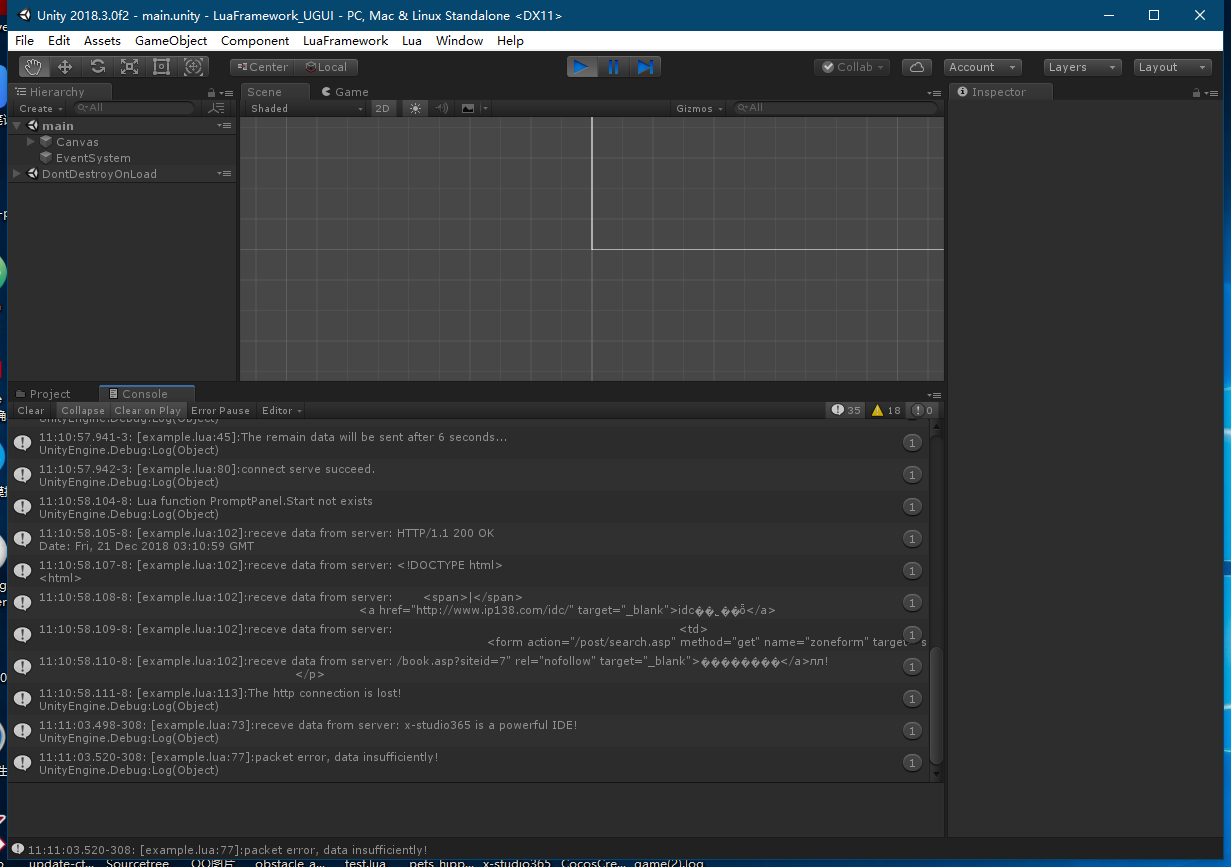 Unity 2018.3.0f2 - main.unity - LuaFramework_UGUI - PC, Mac & Linux Standalone <DX11>
File Edit Assets GameObject Component LuaFramework Lua Window Help
Center Local Collab Account Layers Layout
Hierarchy Scene Game Inspector
Create All Shaded 2D Gizmos All
main
Canvas
EventSystem
DontDestroyOnLoad
Project Console
Clear Collapse Clear on Play Error Pause Editor 35 18 0
UnityEngine.Debug:Log(Object)
11:10:57.941-3: [example.lua:45]:The remain data will be sent after 6 seconds... 1
UnityEngine.Debug:Log(Object)
11:10:57.942-3: [example.lua:80]:connect serve succeed. 1
UnityEngine.Debug:Log(Object)
11:10:58.104-8: Lua function PromptPanel.Start not exists 1
UnityEngine.Debug:Log(Object)
11:10:58.105-8: [example.lua:102]:receve data from server: HTTP/1.1 200 OK 1
Date: Fri, 21 Dec 2018 03:10:59 GMT
11:10:58.107-8: [example.lua:102]:receve data from server: <!DOCTYPE html> 1
<html>
11:10:58.108-8: [example.lua:102]:receve data from server: <span>|</span> 1
<a href="http://www.ip138.com/idc/" target="_blank">idc��˷��ȫ</a>
11:10:58.109-8: [example.lua:102]:receve data from server: <td> 1
<form action="/post/search.asp" method="get" name="zoneform" target s
11:10:58.110-8: [example.lua:102]:receve data from server: /book.asp?siteid=7" rel="nofollow" target="_blank">��������</a>лл! 1
</p>
11:10:58.111-8: [example.lua:113]:The http connection is lost! 1
UnityEngine.Debug:Log(Object)
11:11:03.498-308: [example.lua:73]:receve data from server: x-studio365 is a powerful IDE! 1
UnityEngine.Debug:Log(Object)
11:11:03.520-308: [example.lua:77]:packet error, data insufficiently! 1
UnityEngine.Debug:Log(Object)
11:11:03.520-308: [example.lua:77]:packet error, data insufficiently!
update-ct... Sourcetree QQ图片 obstacle_a... test.lua pets_hipp... x-studio365 CocosCre... game(2).log